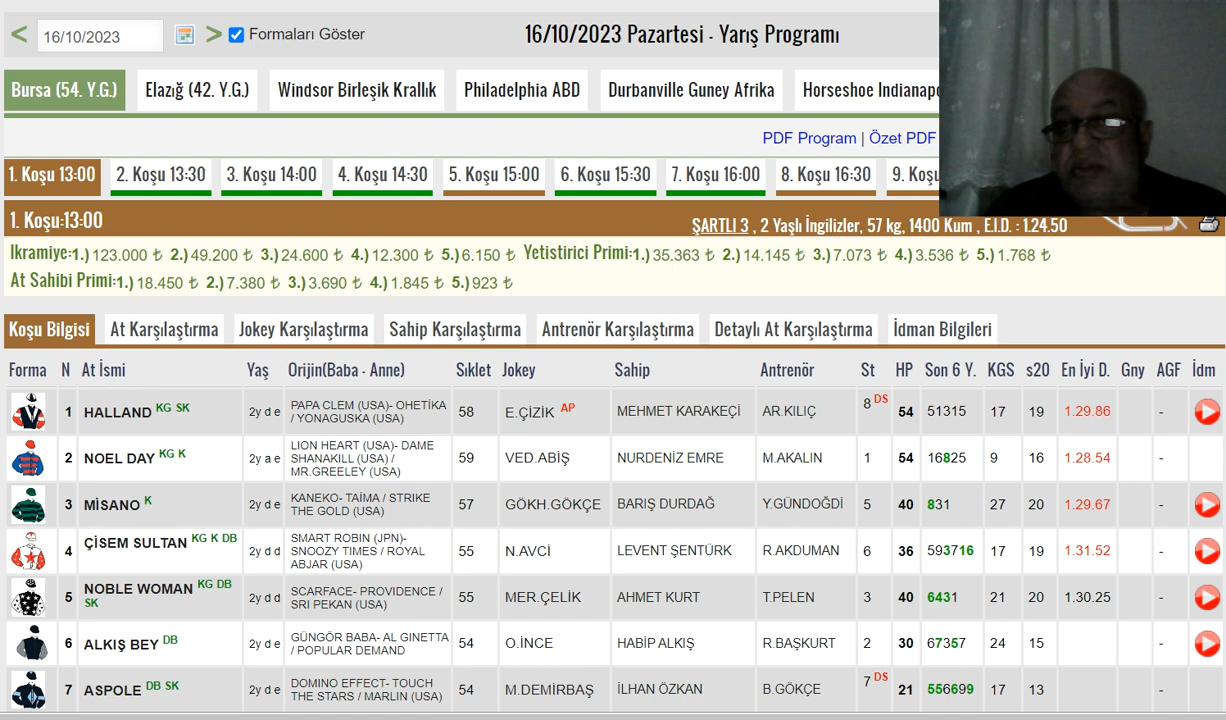 < 16/10/2023 > Formaları Göster 16/10/2023 Pazartesi - Yarış Programı
Bursa (54. Y.G.) Elazığ (42. Y.G.) Windsor Birleşik Krallık Philadelphia ABD Durbanville Guney Afrika Horseshoe Indianapo
PDF Program | Özet PDF
1. Koşu 13:00 2. Koşu 13:30 3. Koşu 14:00 4. Koşu 14:30 5. Koşu 15:00 6. Koşu 15:30 7. Koşu 16:00 8. Koşu 16:30 9. Koşu
1. Koşu:13:00 ŞARTLI 3 , 2 Yaşlı İngilizler, 57 kg, 1400 Kum , E.İ.D. : 1.24.50
Ikramiye:1.) 123.000 ₺ 2.) 49.200 ₺ 3.) 24.600 ₺ 4.) 12.300 ₺ 5.) 6.150 ₺ Yetistirici Primi:1.) 35.363 ₺ 2.) 14.145 ₺ 3.) 7.073 ₺ 4.) 3.536 ₺ 5.) 1.768 ₺
At Sahibi Primi:1.) 18.450 ₺ 2.) 7.380 ₺ 3.) 3.690 ₺ 4.) 1.845 ₺ 5.) 923 ₺
Koşu Bilgisi At Karşılaştırma Jokey Karşılaştırma Sahip Karşılaştırma Antrenör Karşılaştırma Detaylı At Karşılaştırma İdman Bilgileri
Forma N At İsmi Yaş Orijin(Baba - Anne) Sıklet Jokey Sahip Antrenör St HP Son 6 Y. KGS s20 En İyi D. Gny AGF İdm
1 HALLAND KG SK 2y d e PAPA CLEM (USA)- OHETİKA / YONAGUSKA (USA) 58 E.ÇİZİK AP MEHMET KARAKEÇİ AR.KILIÇ 8 DS 54 51315 17 19 1.29.86 -
2 NOEL DAY KG K 2y a e LION HEART (USA)- DAME SHANAKILL (USA) / MR.GREELEY (USA) 59 VED.ABİŞ NURDENİZ EMRE M.AKALIN 1 54 16825 9 16 1.28.54 -
3 MİSANO K 2y d e KANEKO- TAİMA / STRIKE THE GOLD (USA) 57 GÖKH.GÖKÇE BARIŞ DURDAĞ Y.GÜNDOĞDİ 5 40 831 27 20 1.29.67 -
4 ÇİSEM SULTAN KG K DB 2y d d SMART ROBIN (JPN)- SNOOZY TIMES / ROYAL ABJAR (USA) 55 N.AVCİ LEVENT ŞENTÜRK R.AKDUMAN 6 36 593716 17 19 1.31.52 -
5 NOBLE WOMAN KG DB SK 2y d d SCARFACE- PROVIDENCE / SRI PEKAN (USA) 55 MER.ÇELİK AHMET KURT T.PELEN 3 40 6431 21 20 1.30.25 -
6 ALKIŞ BEY DB 2y d e GÜNGÖR BABA- AL GINETTA / POPULAR DEMAND 54 O.İNCE HABİP ALKIŞ R.BAŞKURT 2 30 67357 24 15 -
7 ASPOLE DB SK 2y d e DOMINO EFFECT- TOUCH THE STARS / MARLIN (USA) 54 M.DEMİRBAŞ İLHAN ÖZKAN B.GÖKÇE 7 DS 21 556699 17 13 -